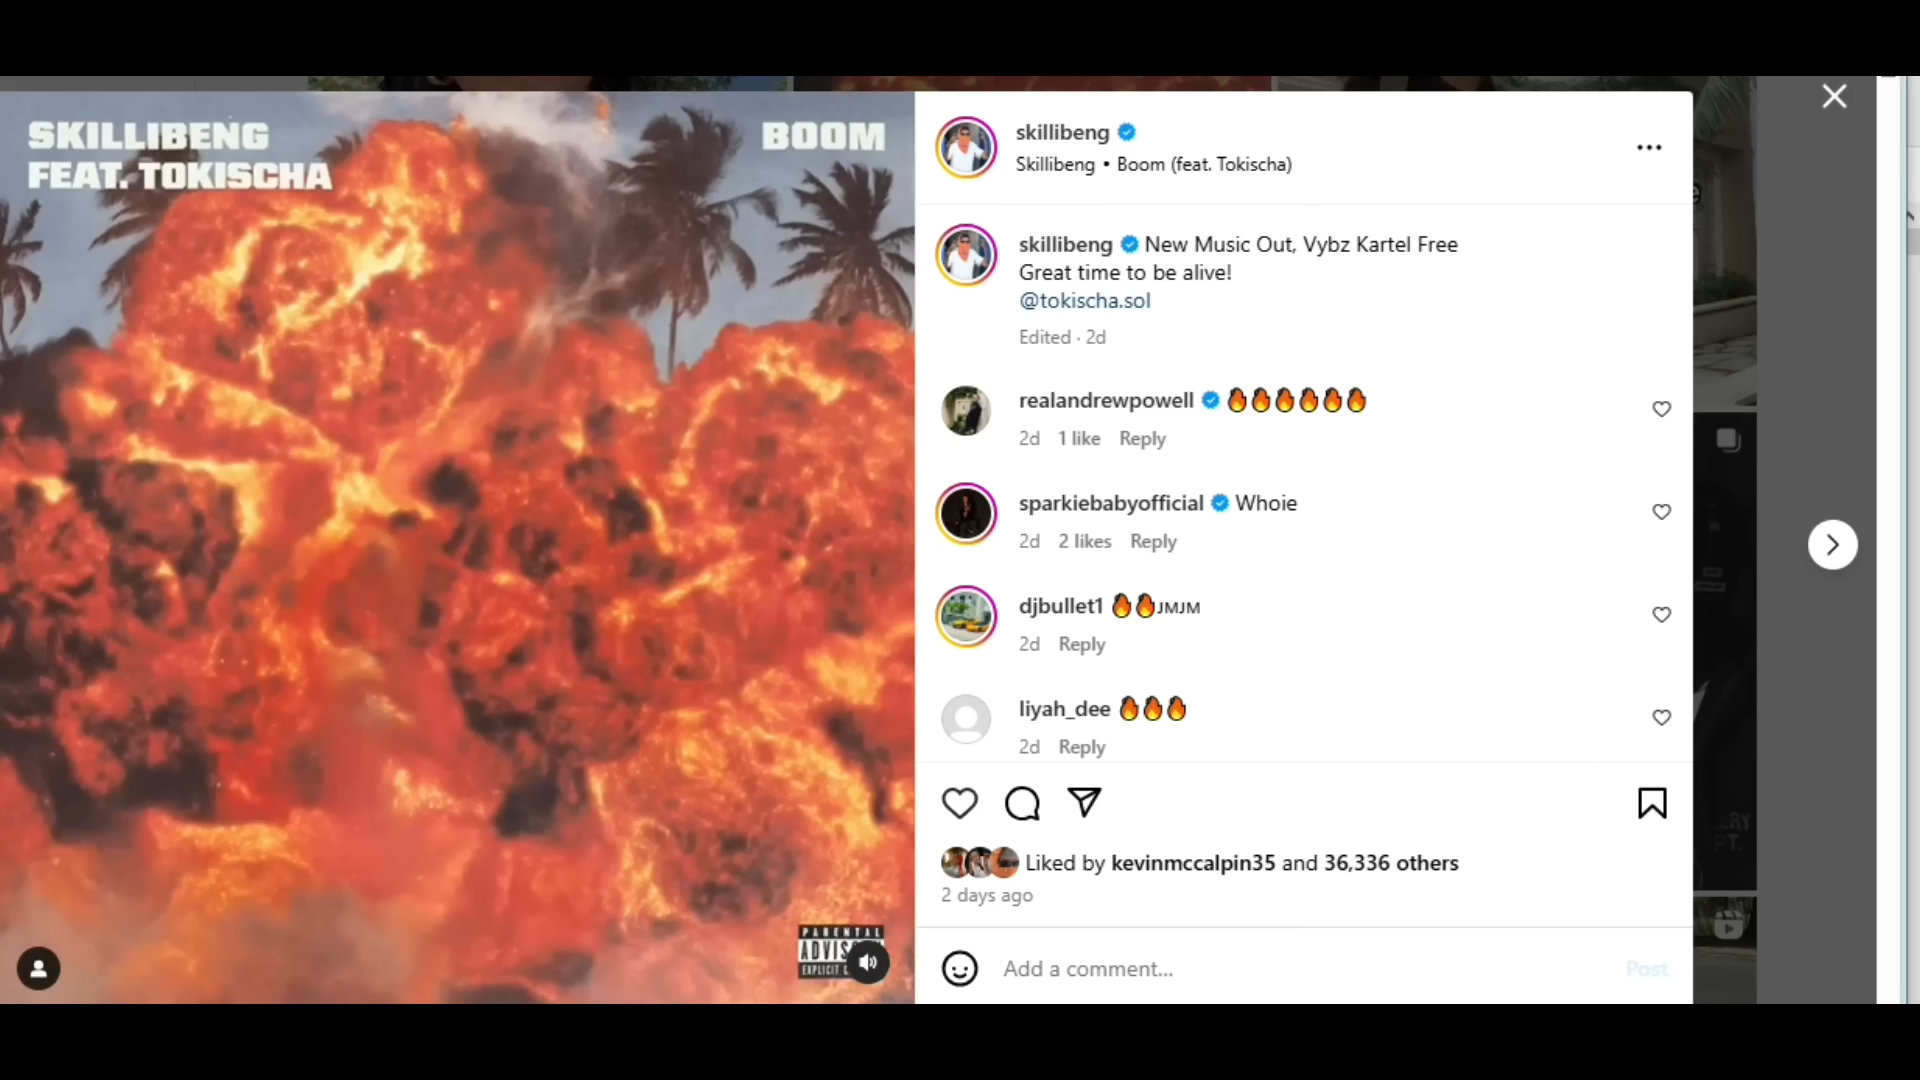 SKILLIBENG
FEAT. TOKISCHA
BOOM
PARENTAL
EXPLICIT
skillibeng
Skillibeng • Boom (feat. Tokischa)
skillibeng New Music Out, Vybz Kartel Free
Great time to be alive!
@tokischa.sol
Edited · 2d
realandrewpowell 🔥🔥🔥🔥🔥🔥
2d 1 like Reply
sparkiebabyofficial Whoie
2d 2 likes Reply
djbullet1 🔥🔥JMJM
2d Reply
liyah_dee 🔥🔥🔥
2d Reply
Liked by kevinmccalpin35 and 36,336 others
2 days ago
Add a comment...
Post